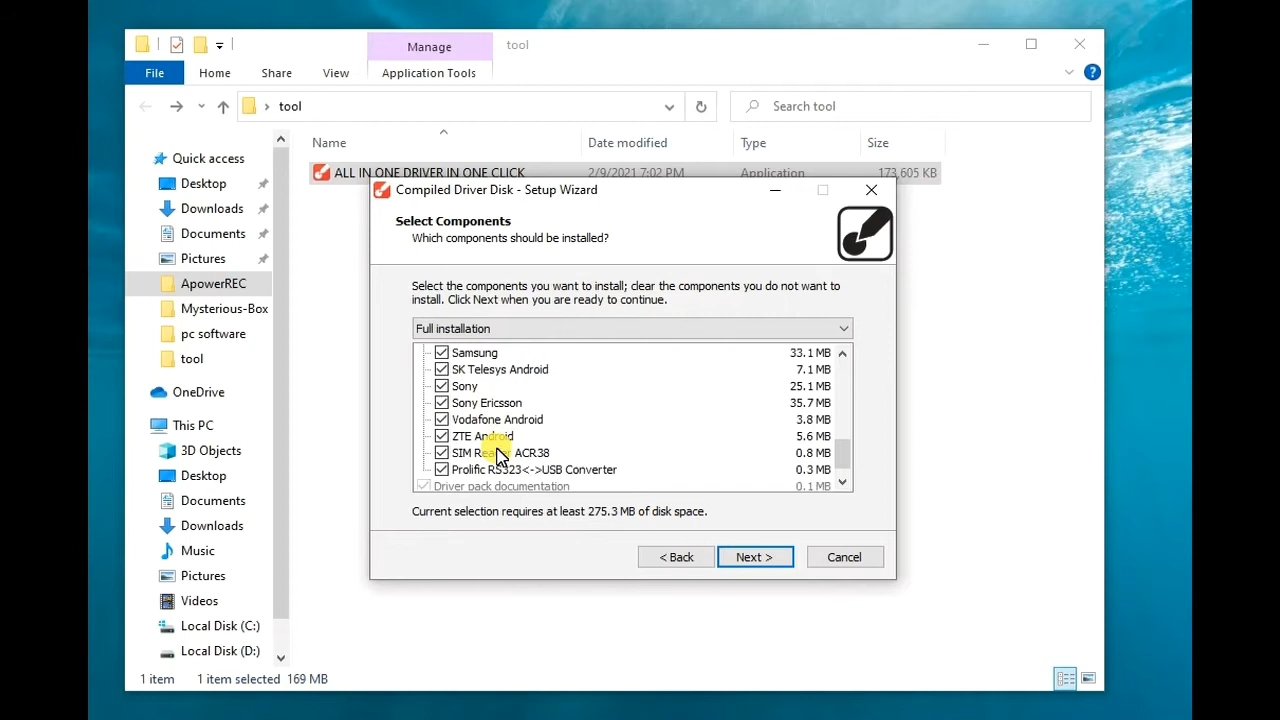 Manage
tool
File
Home
Share
View
Application Tools
tool
Search tool
Name
Date modified
Type
Size
Quick access
Desktop
Downloads
Documents
Pictures
ApowerREC
Mysterious-Box
pc software
tool
OneDrive
This PC
3D Objects
Desktop
Documents
Downloads
Music
Pictures
Videos
Local Disk (C:)
Local Disk (D:)
ALL IN ONE DRIVER IN ONE CLICK
2/9/2021 7:02 PM
Application
173,605 KB
Compiled Driver Disk - Setup Wizard
Select Components
Which components should be installed?
Select the components you want to install; clear the components you do not want to
install. Click Next when you are ready to continue.
Full installation
Samsung 33.1 MB
SK Telesys Android 7.1 MB
Sony 25.1 MB
Sony Ericsson 35.7 MB
Vodafone Android 3.8 MB
ZTE Android 5.6 MB
SIM Reader ACR38 0.8 MB
Prolific RS323<->USB Converter 0.3 MB
Driver pack documentation 0.1 MB
Current selection requires at least 275.3 MB of disk space.
< Back
Next >
Cancel
1 item
1 item selected 169 MB